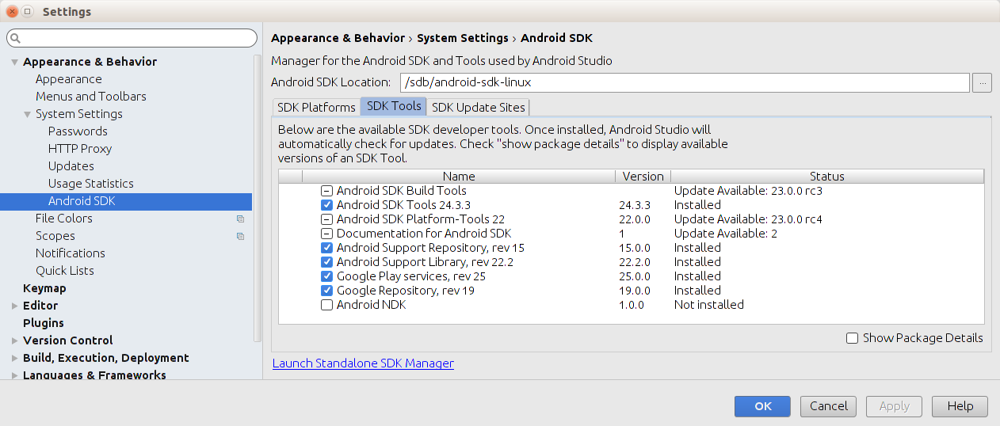 Settings
Appearance & Behavior
Appearance
Menus and Toolbars
System Settings
Passwords
HTTP Proxy
Updates
Usage Statistics
Android SDK
File Colors
Scopes
Notifications
Quick Lists
Keymap
Editor
Plugins
Version Control
Build, Execution, Deployment
Languages & Frameworks
Appearance & Behavior › System Settings › Android SDK
Manager for the Android SDK and Tools used by Android Studio
Android SDK Location: /sdb/android-sdk-linux ...
SDK Platforms SDK Tools SDK Update Sites
Below are the available SDK developer tools. Once installed, Android Studio will
automatically check for updates. Check "show package details" to display available
versions of an SDK Tool.
Name Version Status
Android SDK Build Tools Update Available: 23.0.0 rc3
Android SDK Tools 24.3.3 24.3.3 Installed
Android SDK Platform-Tools 22 22.0.0 Update Available: 23.0.0 rc4
Documentation for Android SDK 1 Update Available: 2
Android Support Repository, rev 15 15.0.0 Installed
Android Support Library, rev 22.2 22.2.0 Installed
Google Play services, rev 25 25.0.0 Installed
Google Repository, rev 19 19.0.0 Installed
Android NDK 1.0.0 Not installed
Show Package Details
Launch Standalone SDK Manager
OK Cancel Apply Help